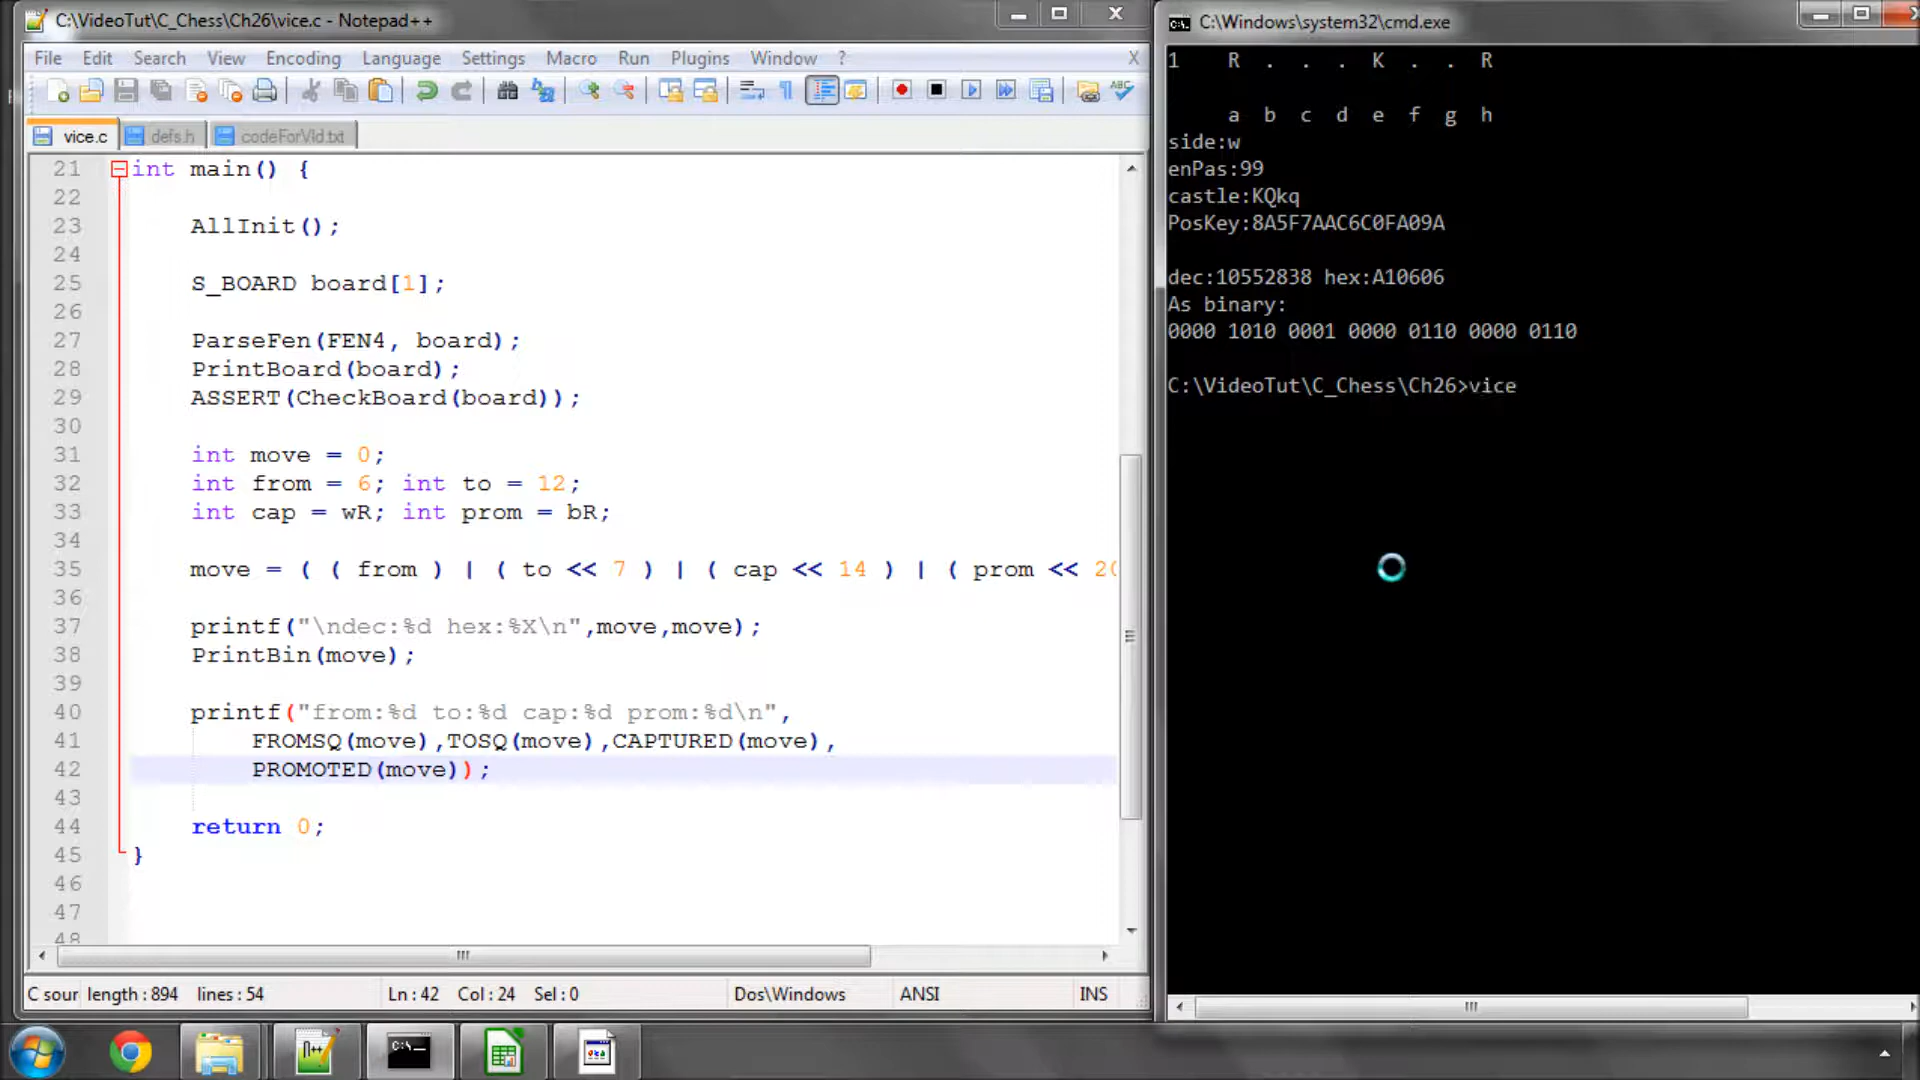 C:\VideoTut\C_Chess\Ch26\vice.c - Notepad++
File Edit Search View Encoding Language Settings Macro Run Plugins Window ? X
vice.c defs.h codeForVid.txt
21 int main() {
22
23 AllInit();
24
25 S_BOARD board[1];
26
27 ParseFen(FEN4, board);
28 PrintBoard(board);
29 ASSERT(CheckBoard(board));
30
31 int move = 0;
32 int from = 6; int to = 12;
33 int cap = wR; int prom = bR;
34
35 move = ( ( from ) | ( to << 7 ) | ( cap << 14 ) | ( prom << 20
36
37 printf("\ndec:%d hex:%X\n",move,move);
38 PrintBin(move);
39
40 printf("from:%d to:%d cap:%d prom:%d\n",
41 FROMSQ(move),TOSQ(move),CAPTURED(move),
42 PROMOTED(move));
43
44 return 0;
45 }
46
47
48
C sour length : 894 lines : 54 Ln : 42 Col : 24 Sel : 0 Dos\Windows ANSI INS
C:\Windows\system32\cmd.exe
1 R . . . K . . R
a b c d e f g h
side:w
enPas:99
castle:KQkq
PosKey:8A5F7AAC6C0FA09A
dec:10552838 hex:A10606
As binary:
0000 1010 0001 0000 0110 0000 0110
C:\VideoTut\C_Chess\Ch26>vice